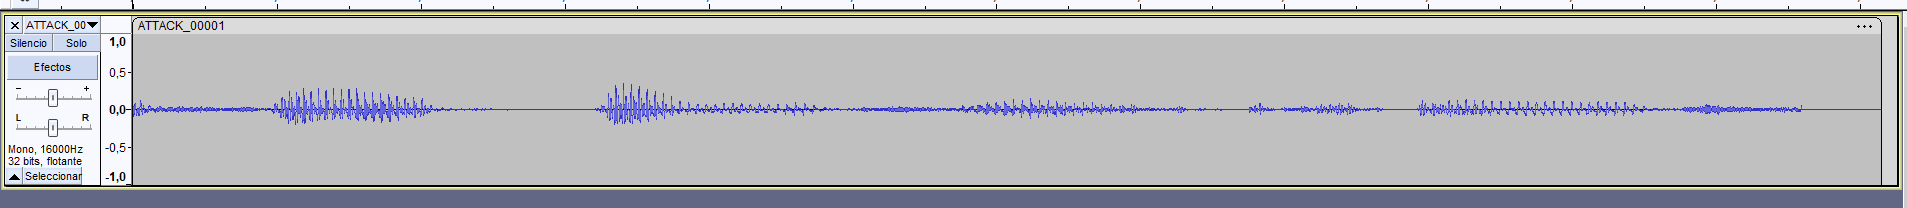 ATTACK_00
ATTACK_00001
Silencio
Solo
Efectos
-
+
L
R
Mono, 16000Hz
32 bits, flotante
Seleccionar
1,0
0,5
0,0
-0,5
-1,0